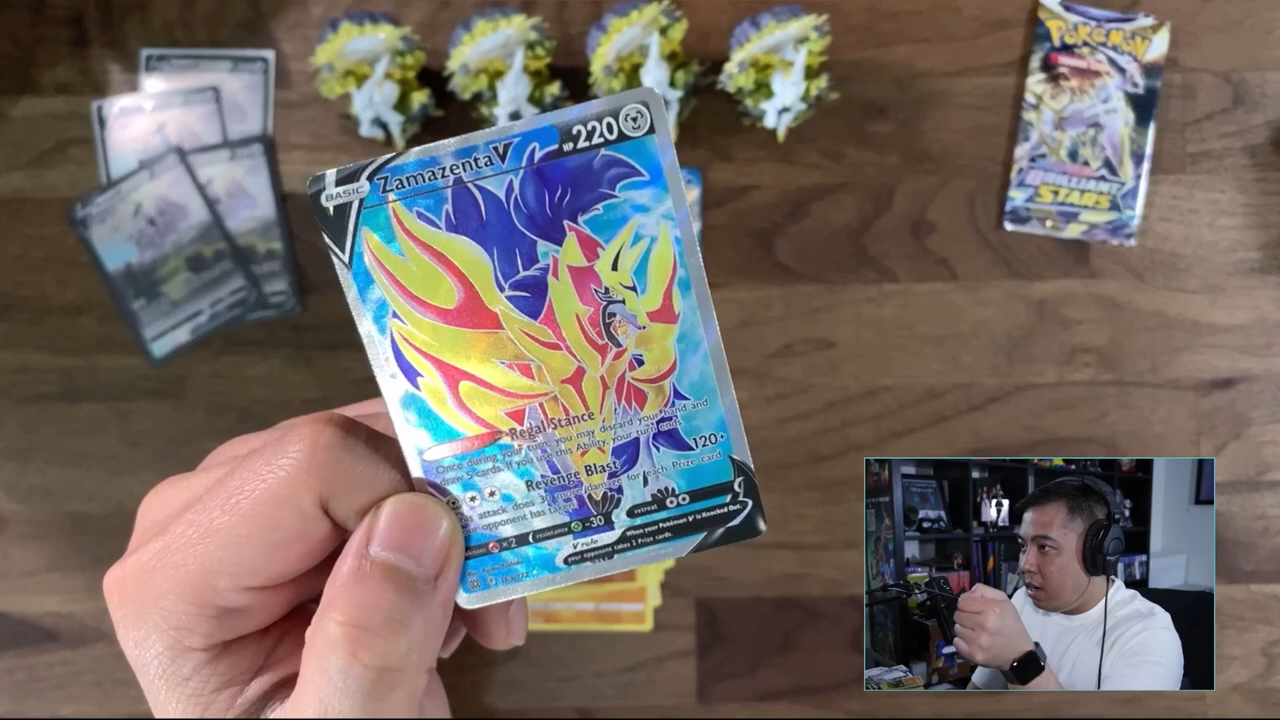 POKÉMON
BRILLIANT
STARS
BASIC
Zamazenta V
HP 220
Regal Stance
Once during your turn, you may discard your hand and
draw 5 cards. If you use this Ability, your turn ends.
Revenge Blast
120+
This attack does 30 more damage for each Prize card
your opponent has taken.
×2
resistance
-30
retreat
V rule
When your Pokémon V is Knocked Out,
your opponent takes 2 Prize cards.